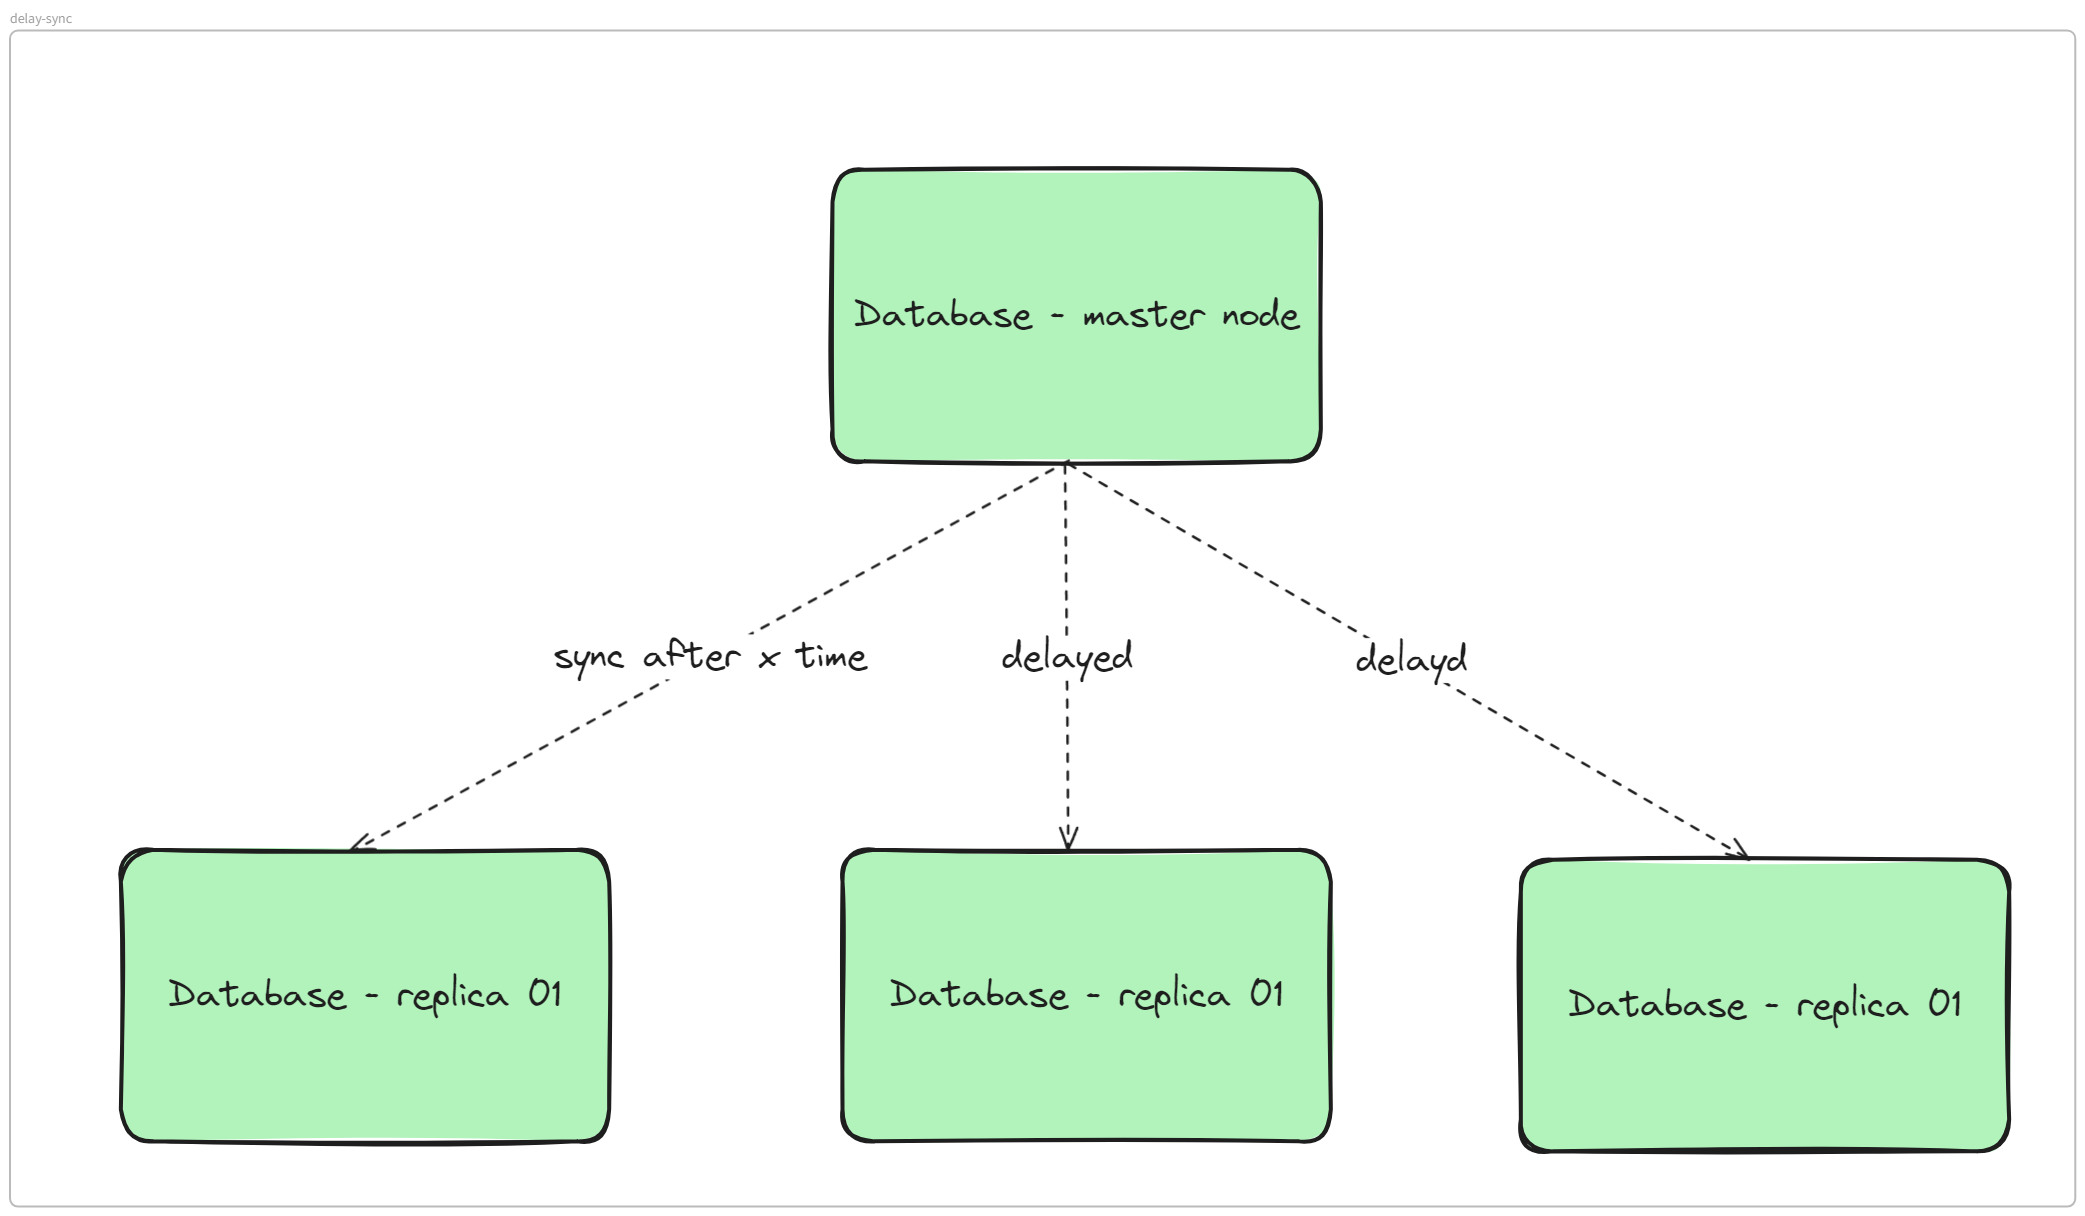 delay-sync
Database - master node
sync after x time
delayed
delayd
Database - replica 01
Database - replica 01
Database - replica 01